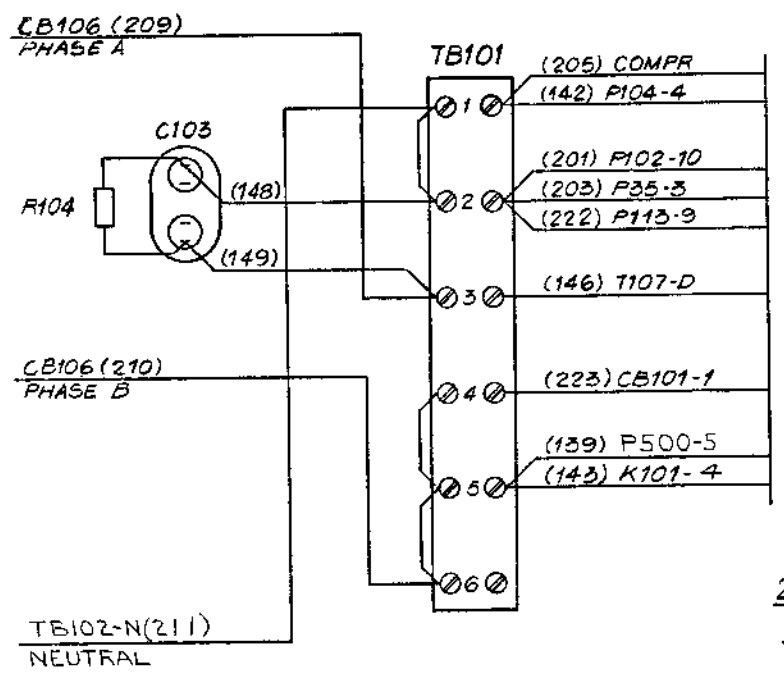 CB106 (209)
PHASE A
TB101
(205) COMPR
1
(142) P104-4
C103
(201) P102-10
R104
(148)
2
(203) P35-3
(222) P113-9
(149)
3
(146) T107-D
CB106 (210)
PHASE B
4
(223) CB101-1
(139) P500-5
5
(143) K101-4
6
2
TB102-N(211)
NEUTRAL